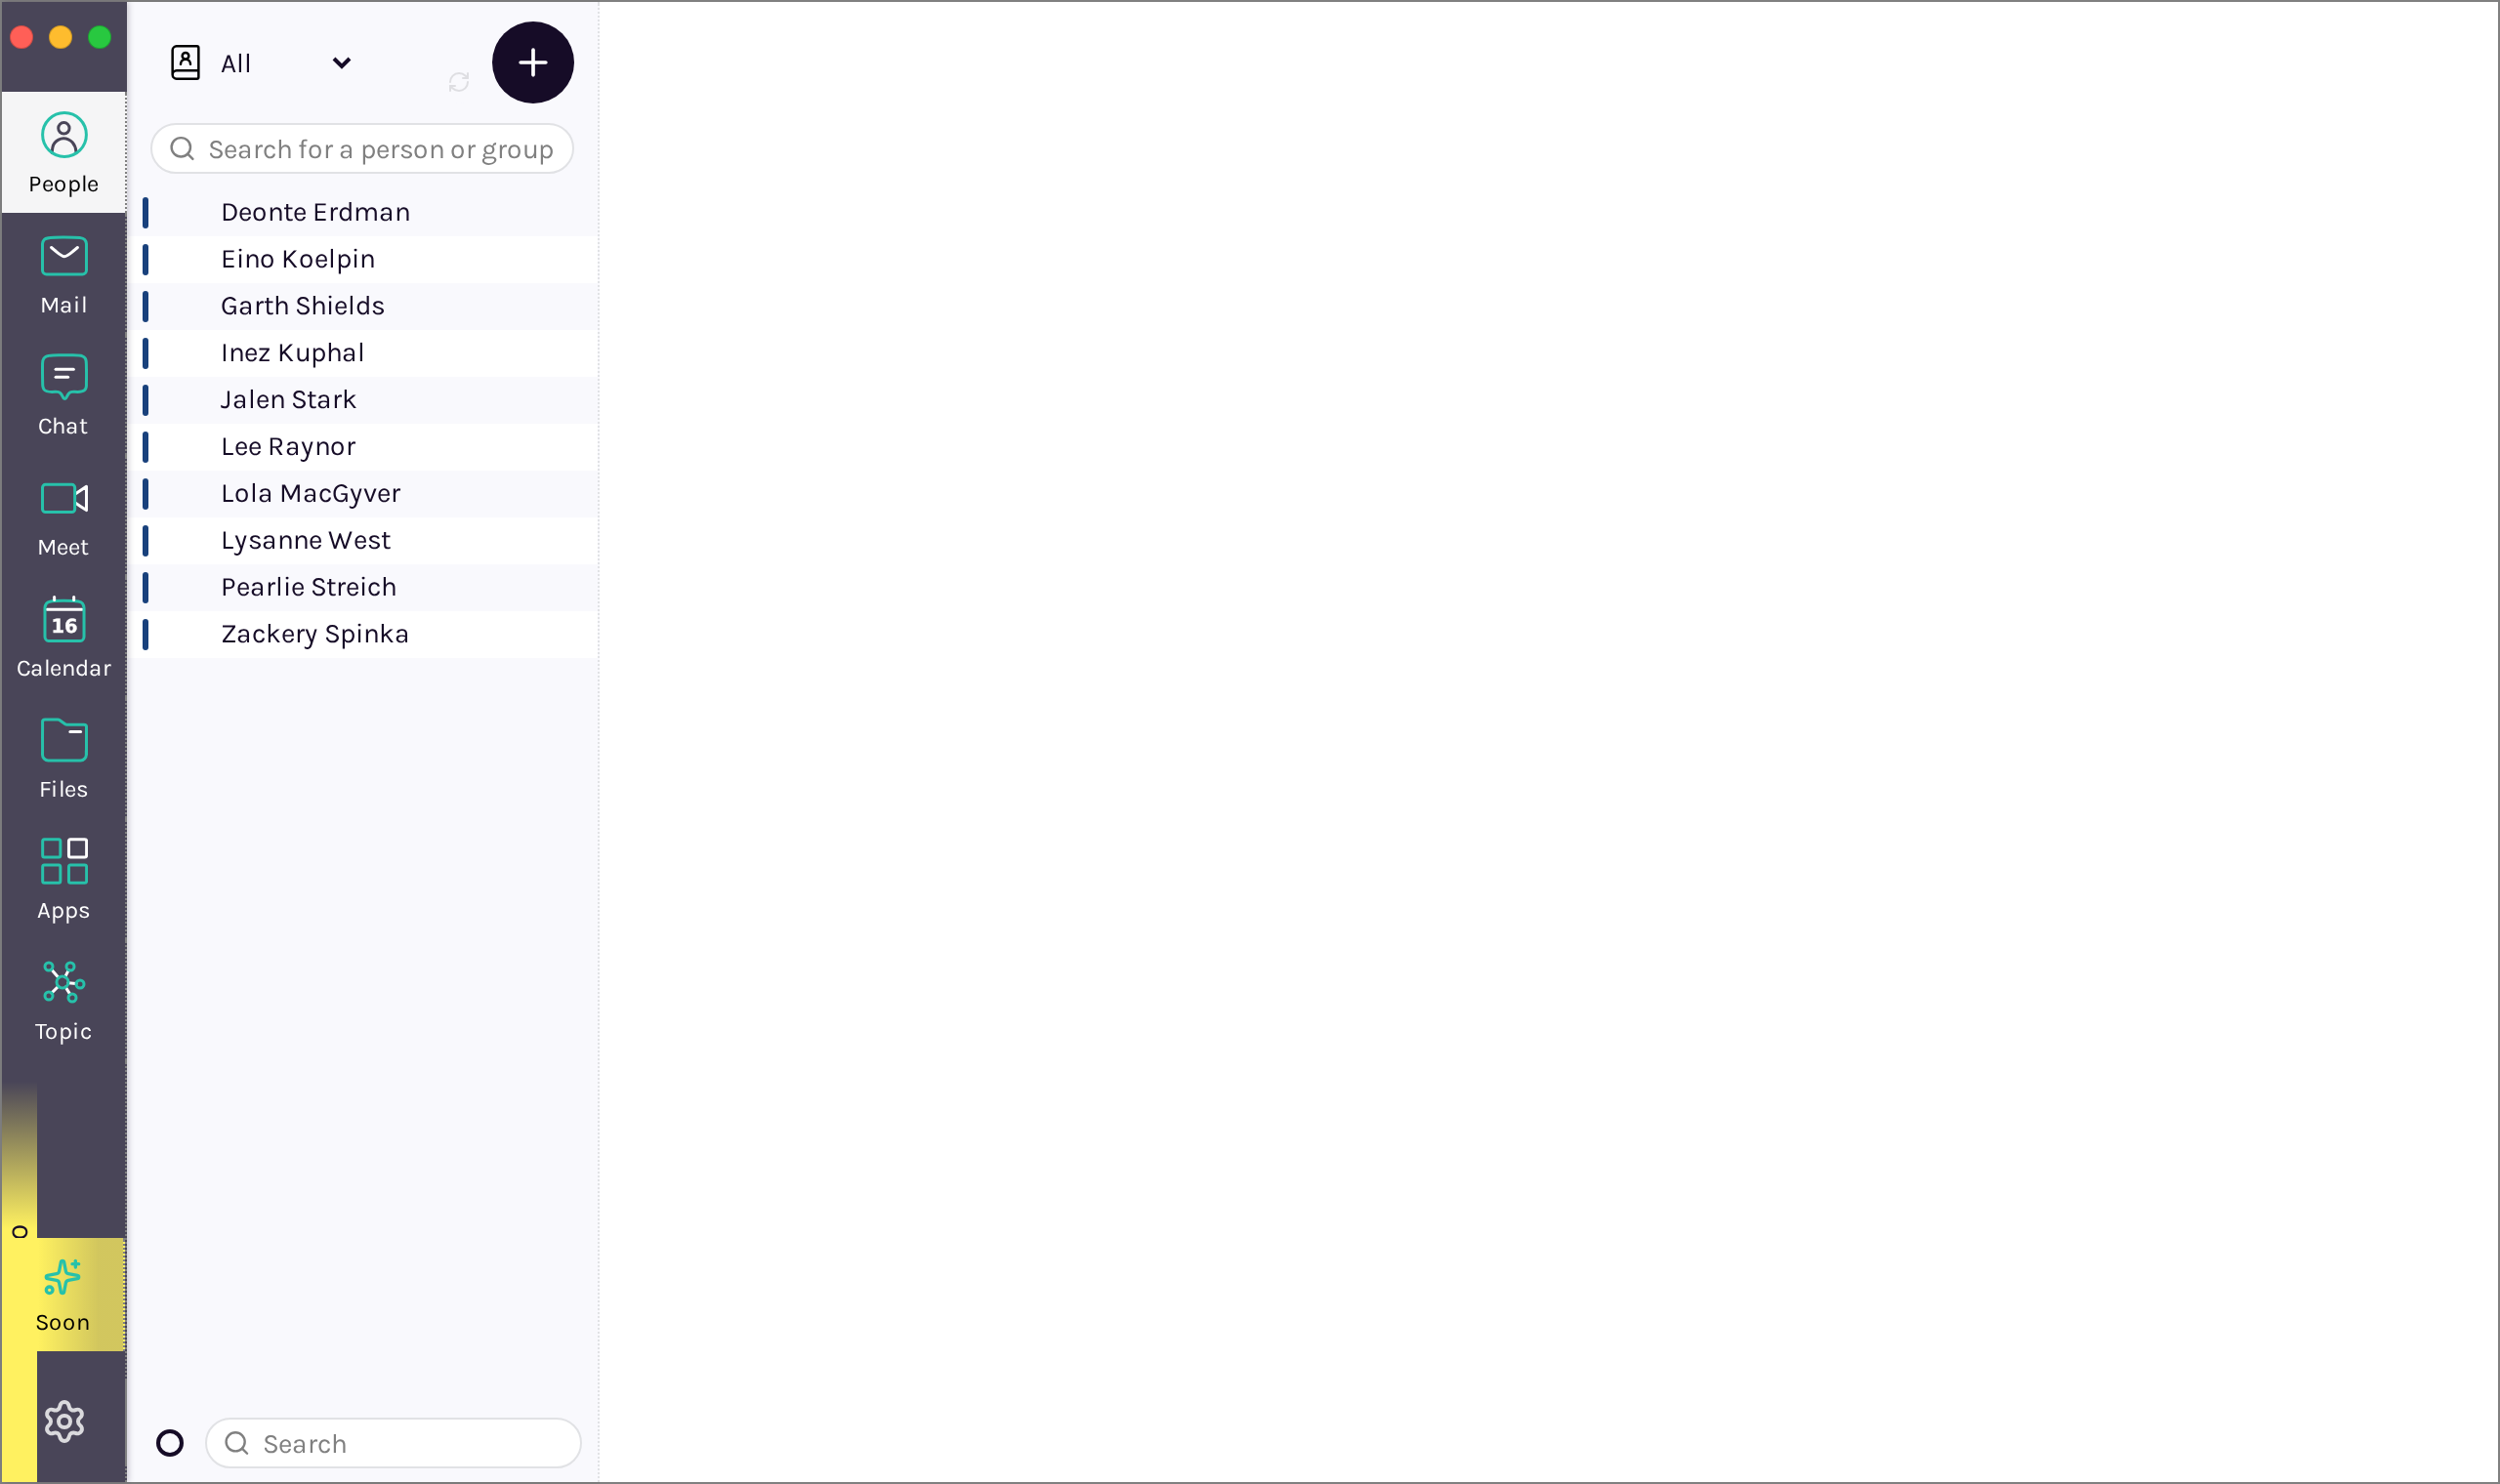 All
Search for a person or group
People
Deonte Erdman
Eino Koelpin
Mail
Garth Shields
Inez Kuphal
Jalen Stark
Chat
Lee Raynor
Lola MacGyver
Lysanne West
Meet
Pearlie Streich
16
Zackery Spinka
Calendar
Files
Apps
Topic
Soon
Search